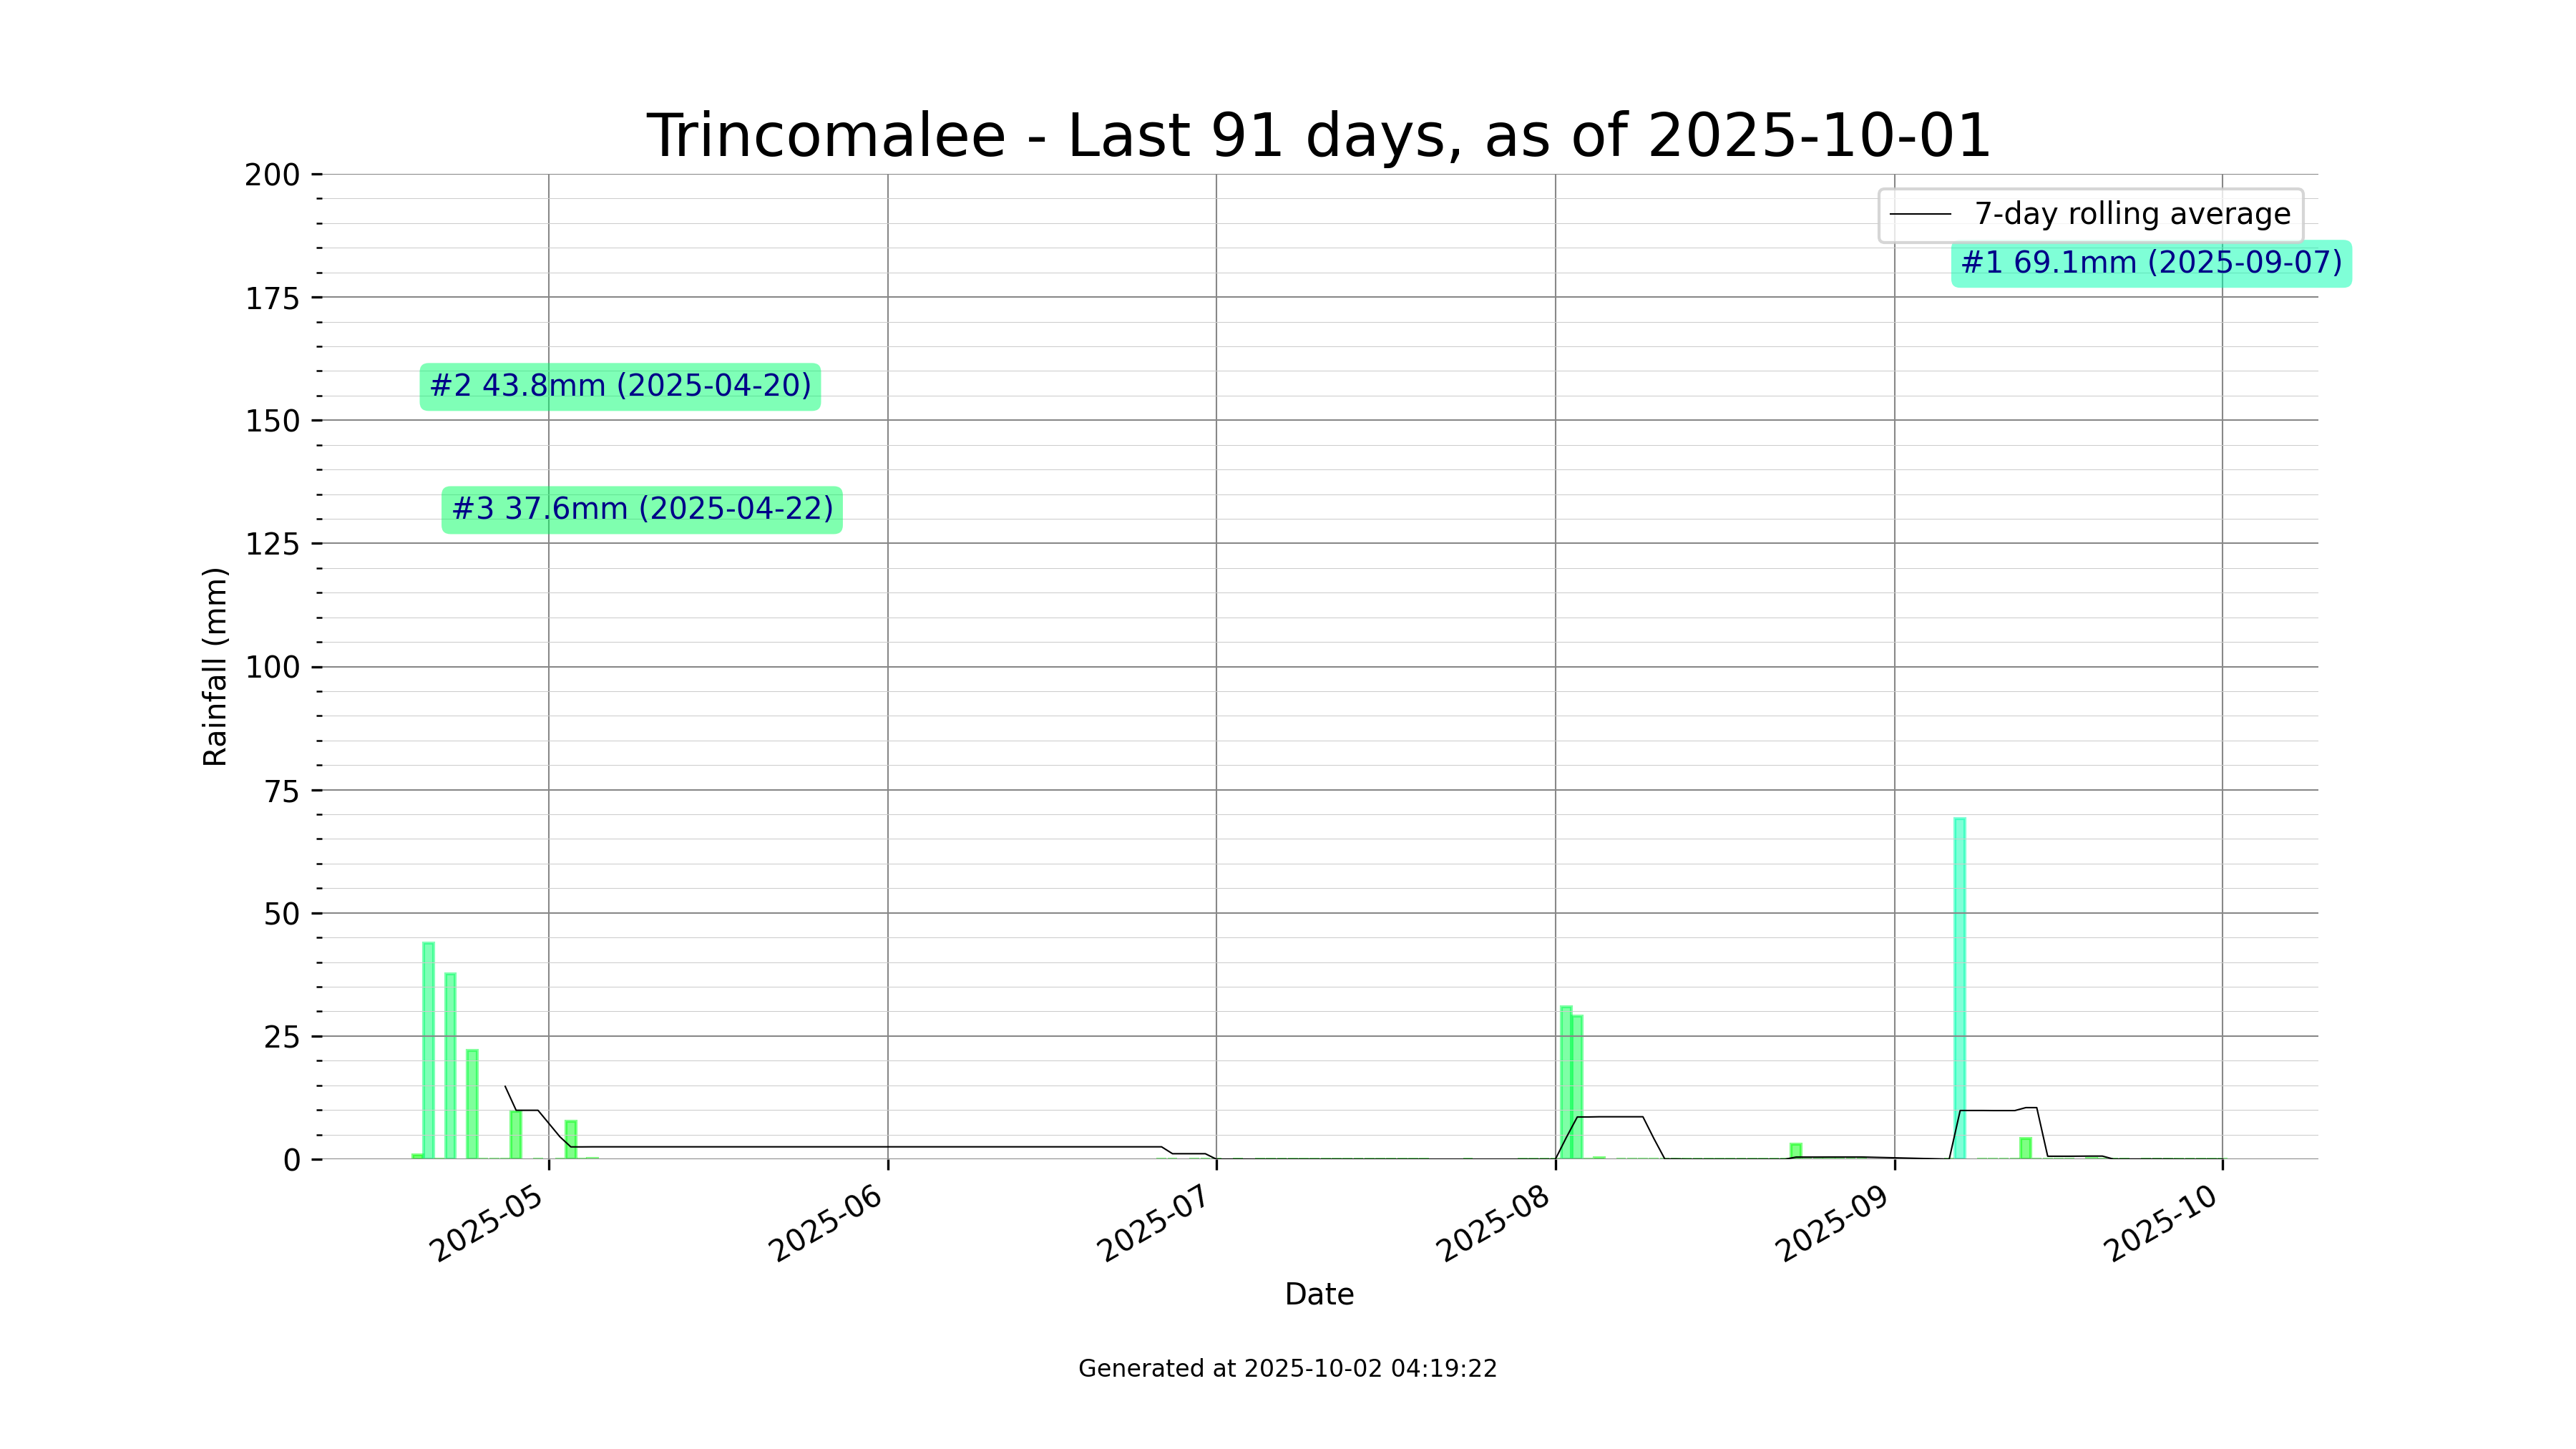 Trincomalee - Last 91 days, as of 2025-10-01
200
7-day rolling average
#1 69.1mm (2025-09-07)
175
#2 43.8mm (2025-04-20)
150
#3 37.6mm (2025-04-22)
125
Rainfall (mm)
100
75
50
25
0
2025-05
2025-06
2025-07
2025-08
2025-09
2025-10
Date
Generated at 2025-10-02 04:19:22